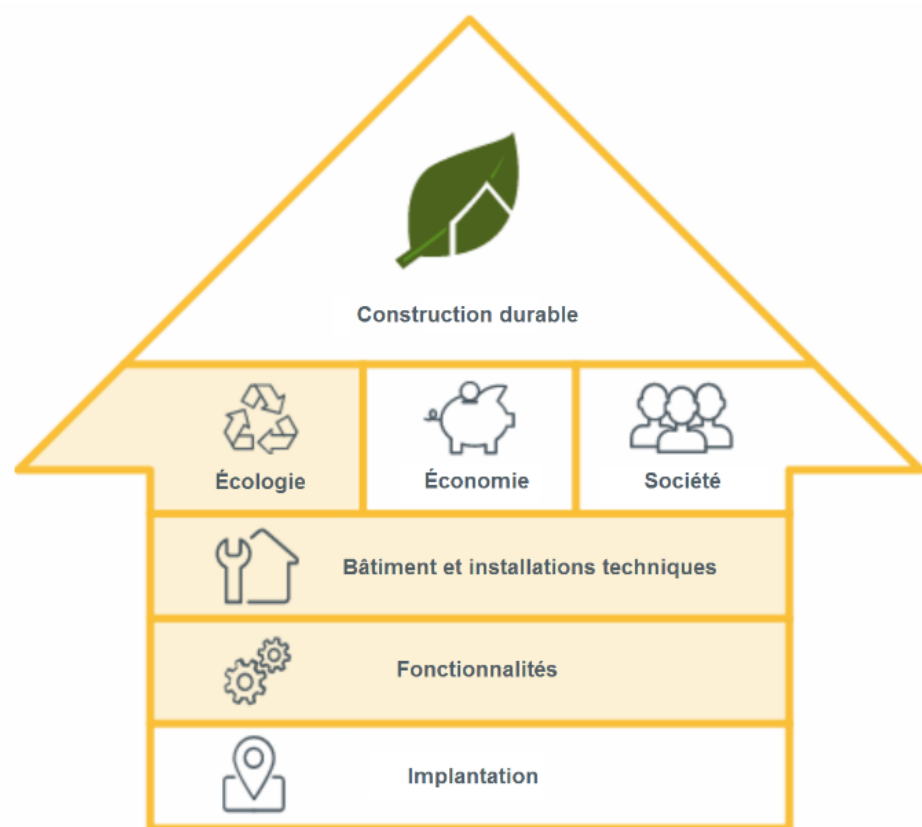 Construction durable
Écologie
Économie
Société
Bâtiment et installations techniques
Fonctionnalités
Implantation